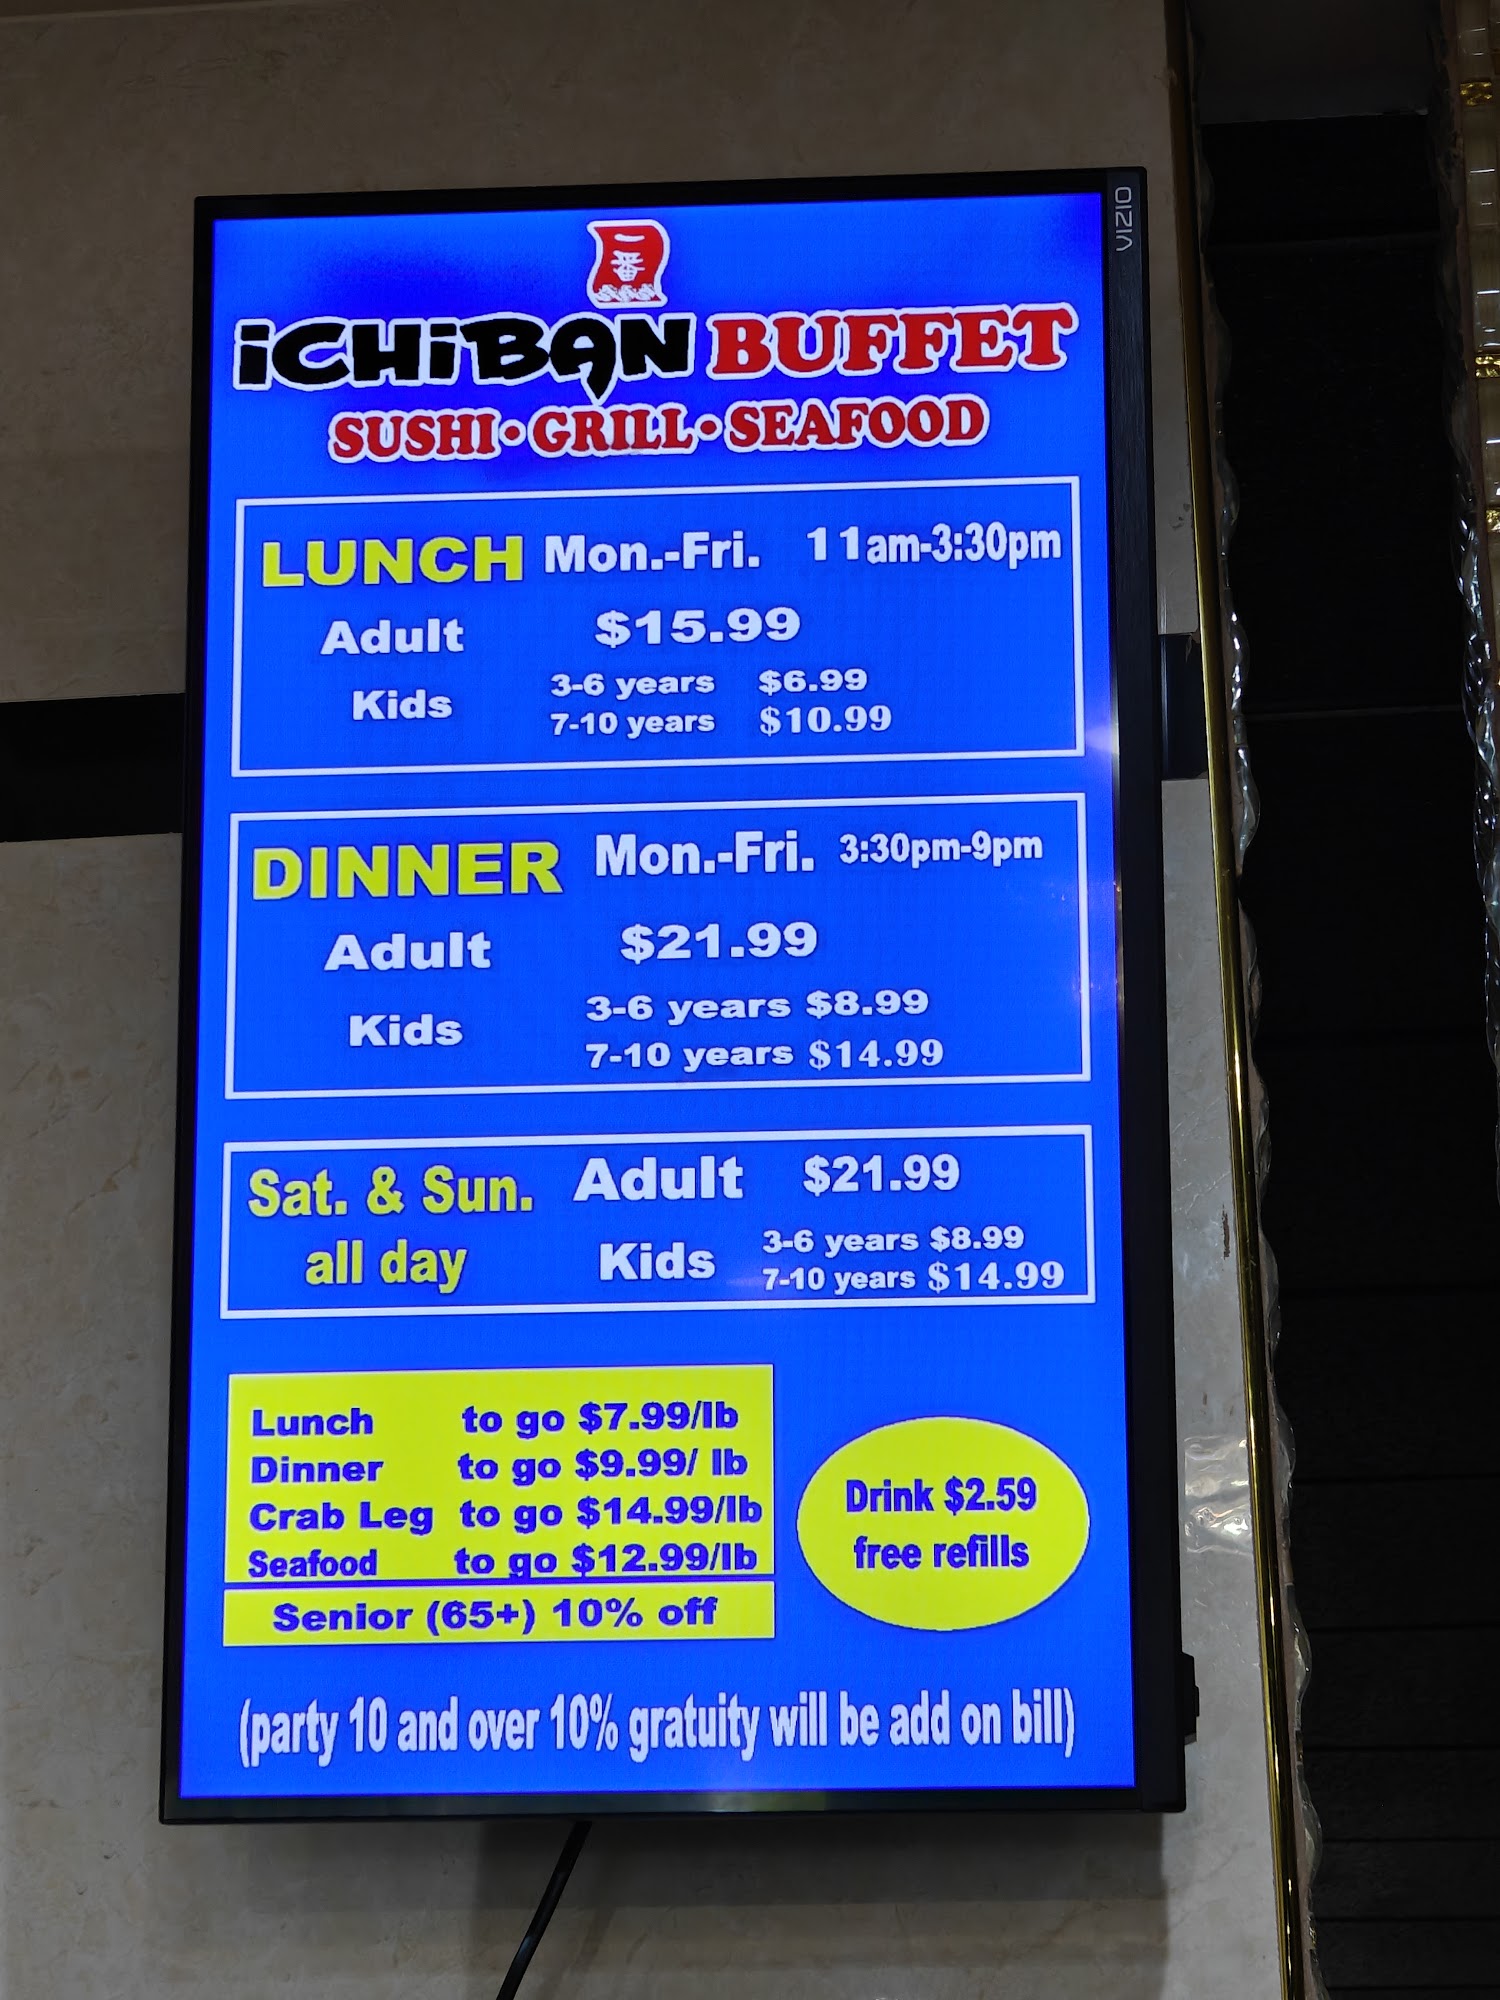 一番
iCHiBAN BUFFET
SUSHI • GRILL • SEAFOOD
LUNCH Mon.-Fri. 11am-3:30pm
Adult $15.99
Kids 3-6 years $6.99
7-10 years $10.99
DINNER Mon.-Fri. 3:30pm-9pm
Adult $21.99
Kids 3-6 years $8.99
7-10 years $14.99
Sat. & Sun. all day
Adult $21.99
Kids 3-6 years $8.99
7-10 years $14.99
Lunch to go $7.99/lb
Dinner to go $9.99/ lb
Crab Leg to go $14.99/lb
Seafood to go $12.99/lb
Senior (65+) 10% off
Drink $2.59
free refills
(party 10 and over 10% gratuity will be add on bill)
VIZIO